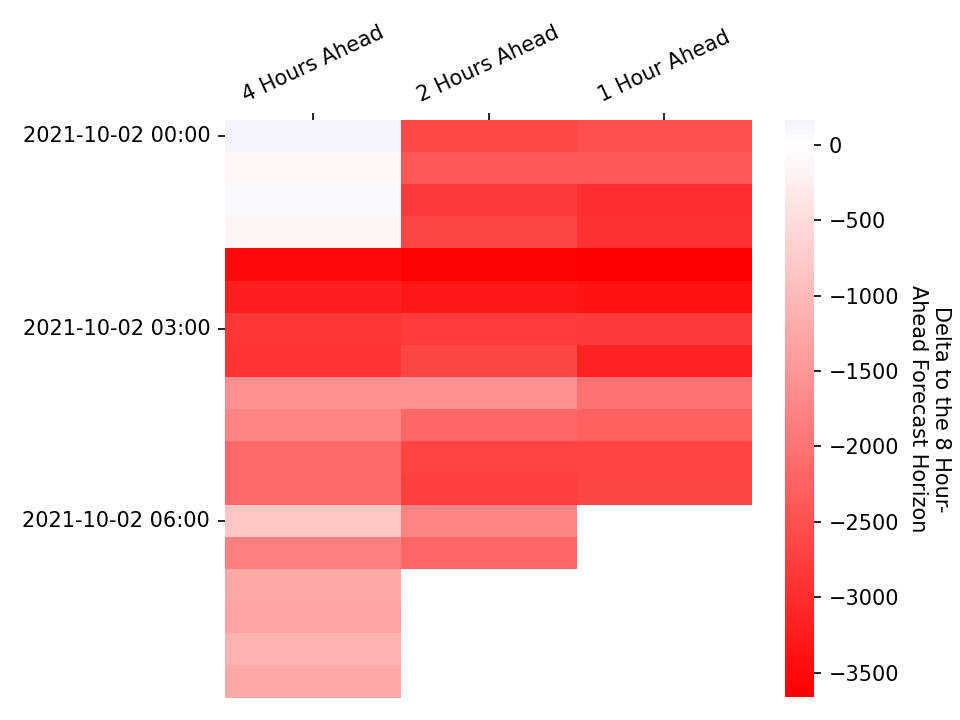 4 Hours Ahead
2 Hours Ahead
1 Hour Ahead
2021-10-02 00:00
2021-10-02 03:00
2021-10-02 06:00
0
−500
−1000
−1500
−2000
−2500
−3000
−3500
Delta to the 8 Hour-
Ahead Forecast Horizon